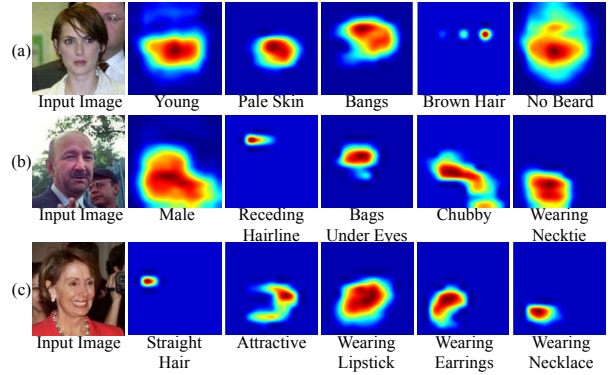 (a)
Input Image Young Pale Skin Bangs Brown Hair No Beard
(b)
Input Image Male Receding Bags Chubby Wearing
Hairline Under Eyes Necktie
(c)
Input Image Straight Attractive Wearing Wearing Wearing
Hair Lipstick Earrings Necklace